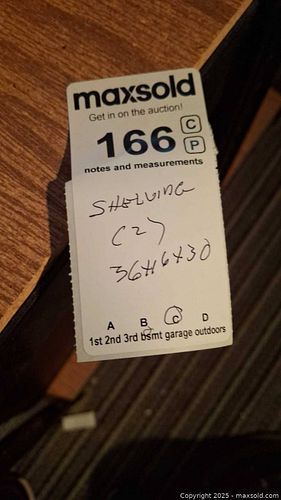 maxsold
Get in on the auction!
166 C
P
notes and measurements
SHELVING
(2)
36X16X30
A B C D
1st 2nd 3rd bsmt garage outdoors
Copyright 2025 - maxsold.com